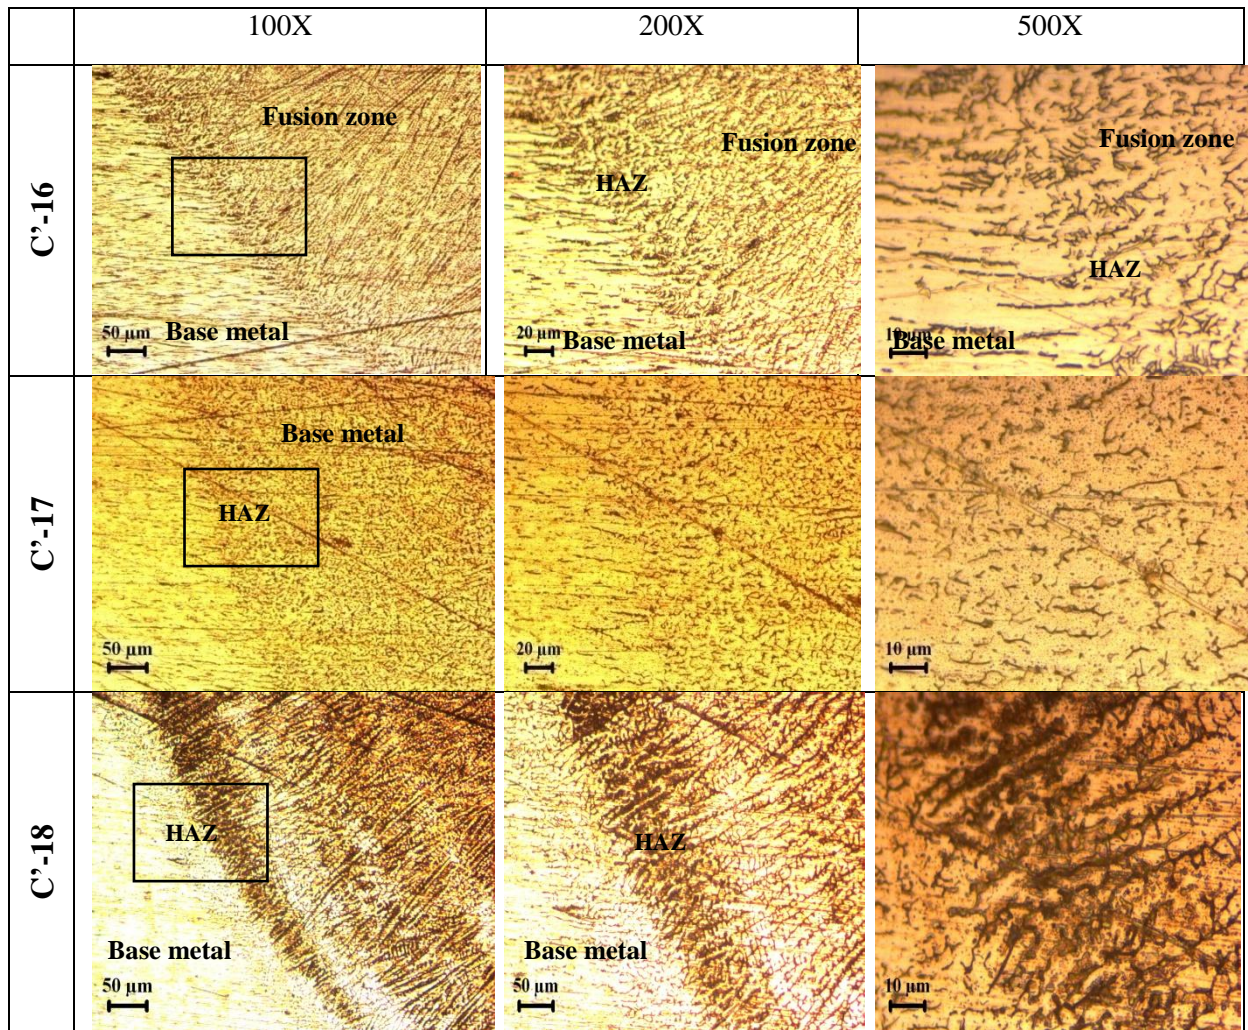 100X 200X 500X
C’-16
Fusion zone
Base metal
50 µm
Fusion zone
HAZ
Base metal
20 µm
Fusion zone
HAZ
Base metal
C’-17
Base metal
HAZ
50 µm
20 µm
10 µm
C’-18
HAZ
Base metal
50 µm
HAZ
Base metal
50 µm
10 µm